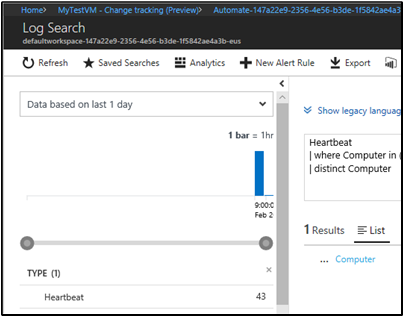 Home> MyTestVM - Change tracking (Preview)> Automate-147a22e9-2356-4e56-b3de-1f5842ae4a3
Log Search
defaultworkspace-147a22e9-2356-4e56-b3de-1f5842ae4a3b-eus
Refresh Saved Searches Analytics New Alert Rule Export
Data based on last 1 day
Show legacy languag
1 bar = 1hr
Heartbeat
| where Computer in (
| distinct Computer
9:00:0
Feb 2
1 Results List
... Computer
TYPE (1)
Heartbeat 43